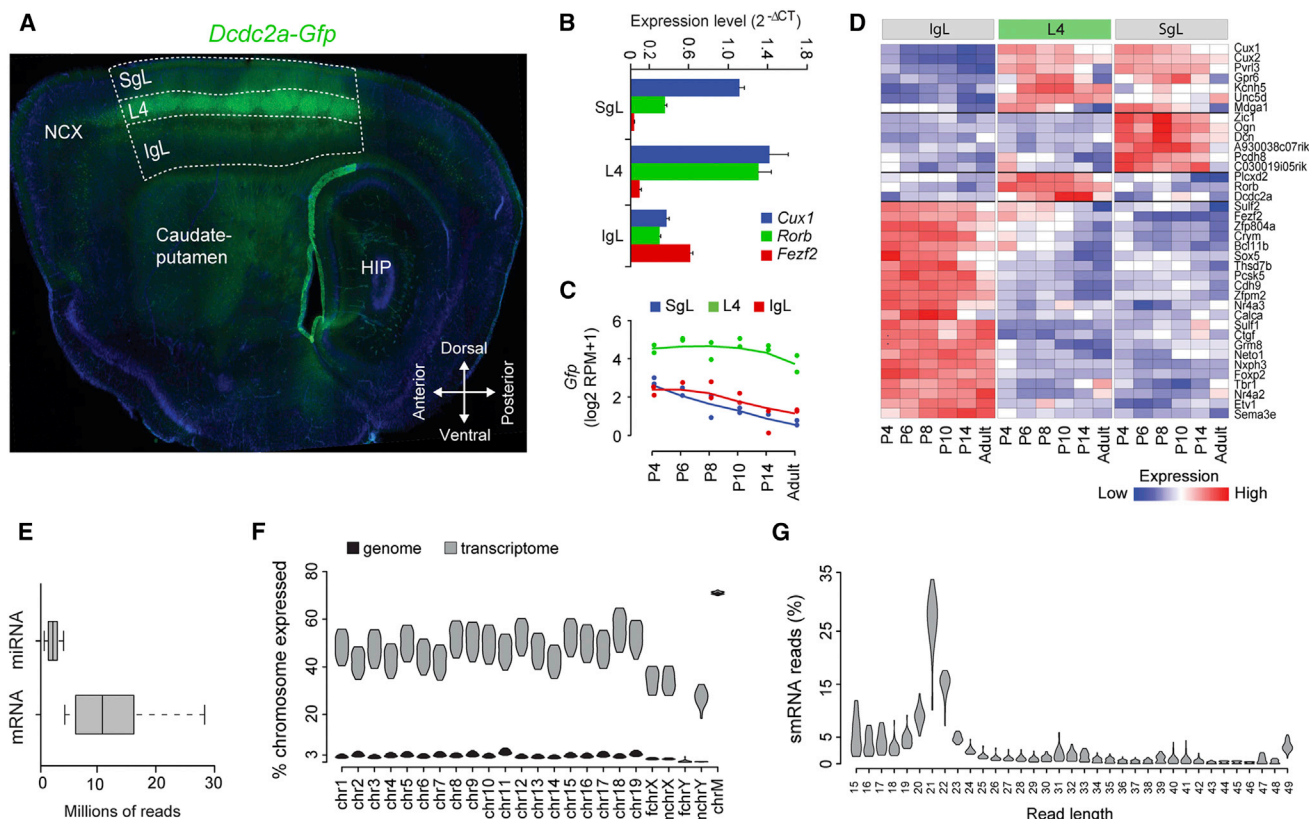 A
Dcdc2a-Gfp
SgL
L4
IgL
NCX
Caudate-
putamen
HIP
Dorsal
Anterior
Posterior
Ventral
B
Expression level (2^-ΔCT)
0.2
0.6
1.0
1.4
1.8
SgL
L4
IgL
Cux1
Rorb
Fezf2
C
SgL
L4
IgL
Gfp
(log2 RPM+1)
6
4
2
0
P4
P6
P8
P10
P14
Adult
D
IgL
L4
SgL
Cux1
Cux2
Pvrl3
Gpr6
Kcnh5
Unc5d
Mdga1
Zic1
Ogn
Dcn
A930038c07rik
Pcdh8
C030019i05rik
Plcxd2
Rorb
Dcdc2a
Sulf2
Fezf2
Zfp804a
Crym
Bcl11b
Sox5
Thsd7b
Pcsk5
Cdh9
Zfpm2
Nr4a3
Calca
Sulf1
Ctgf
Grm8
Neto1
Nxph3
Foxp2
Tbr1
Nr4a2
Etv1
Sema3e
P4
P6
P8
P10
P14
Adult
P4
P6
P8
P10
P14
Adult
P4
P6
P8
P10
P14
Adult
Expression
Low
High
E
miRNA
mRNA
0
10
20
30
Millions of reads
F
genome
transcriptome
% chromosome expressed
80
60
40
20
3
chr1
chr2
chr3
chr4
chr5
chr6
chr7
chr8
chr9
chr10
chr11
chr12
chr13
chr14
chr15
chr16
chr17
chr18
chr19
fchrX
mchrX
fchrY
mchrY
chrM
G
smRNA reads (%)
35
25
15
5
0
15
16
17
18
19
20
21
22
23
24
25
26
27
28
29
30
31
32
33
34
35
36
37
38
39
40
41
42
43
44
45
46
47
48
49
Read length